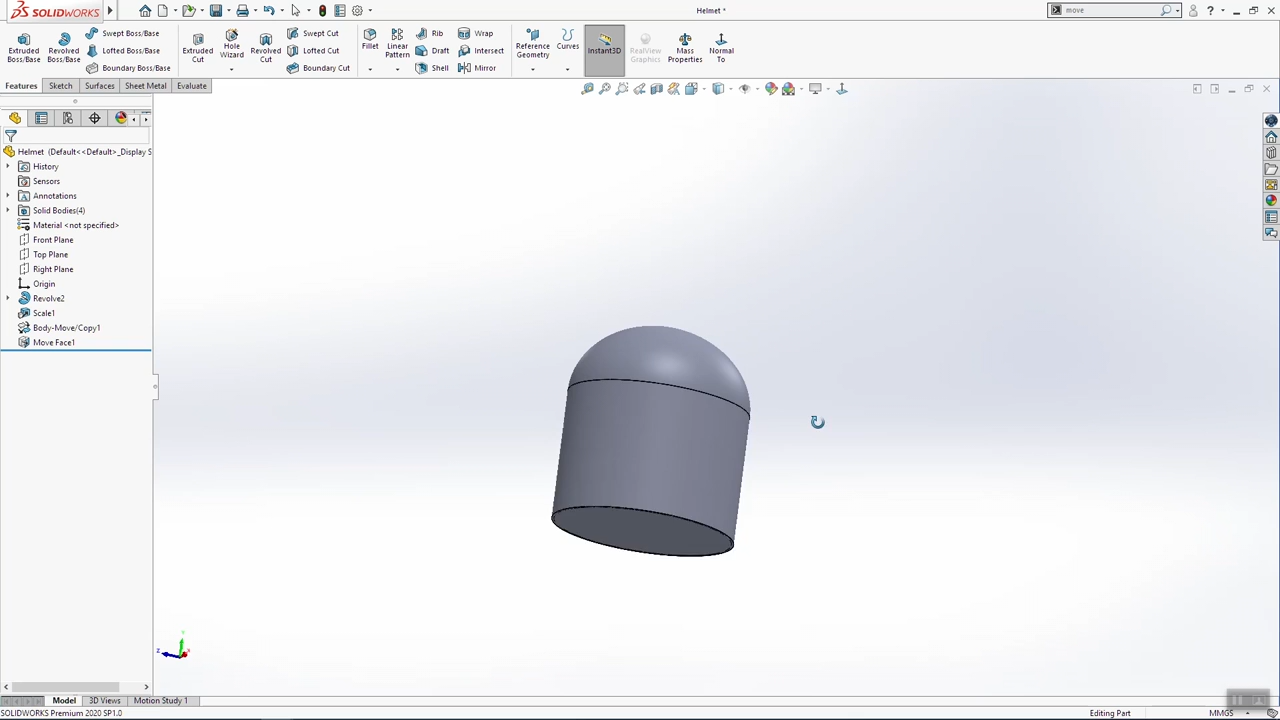 SOLIDWORKS
Helmet *
move
Extruded Boss/Base
Revolved Boss/Base
Swept Boss/Base
Lofted Boss/Base
Boundary Boss/Base
Extruded Cut
Hole Wizard
Revolved Cut
Swept Cut
Lofted Cut
Boundary Cut
Fillet
Linear Pattern
Rib
Draft
Shell
Wrap
Intersect
Mirror
Reference Geometry
Curves
Instant3D
RealView Graphics
Mass Properties
Normal To
Features
Sketch
Surfaces
Sheet Metal
Evaluate
Helmet (Default<<Default>_Display S
History
Sensors
Annotations
Solid Bodies(4)
Material <not specified>
Front Plane
Top Plane
Right Plane
Origin
Revolve2
Scale1
Body-Move/Copy1
Move Face1
Y
Z
X
Model
3D Views
Motion Study 1
SOLIDWORKS Premium 2020 SP1.0
Editing Part
MMGS